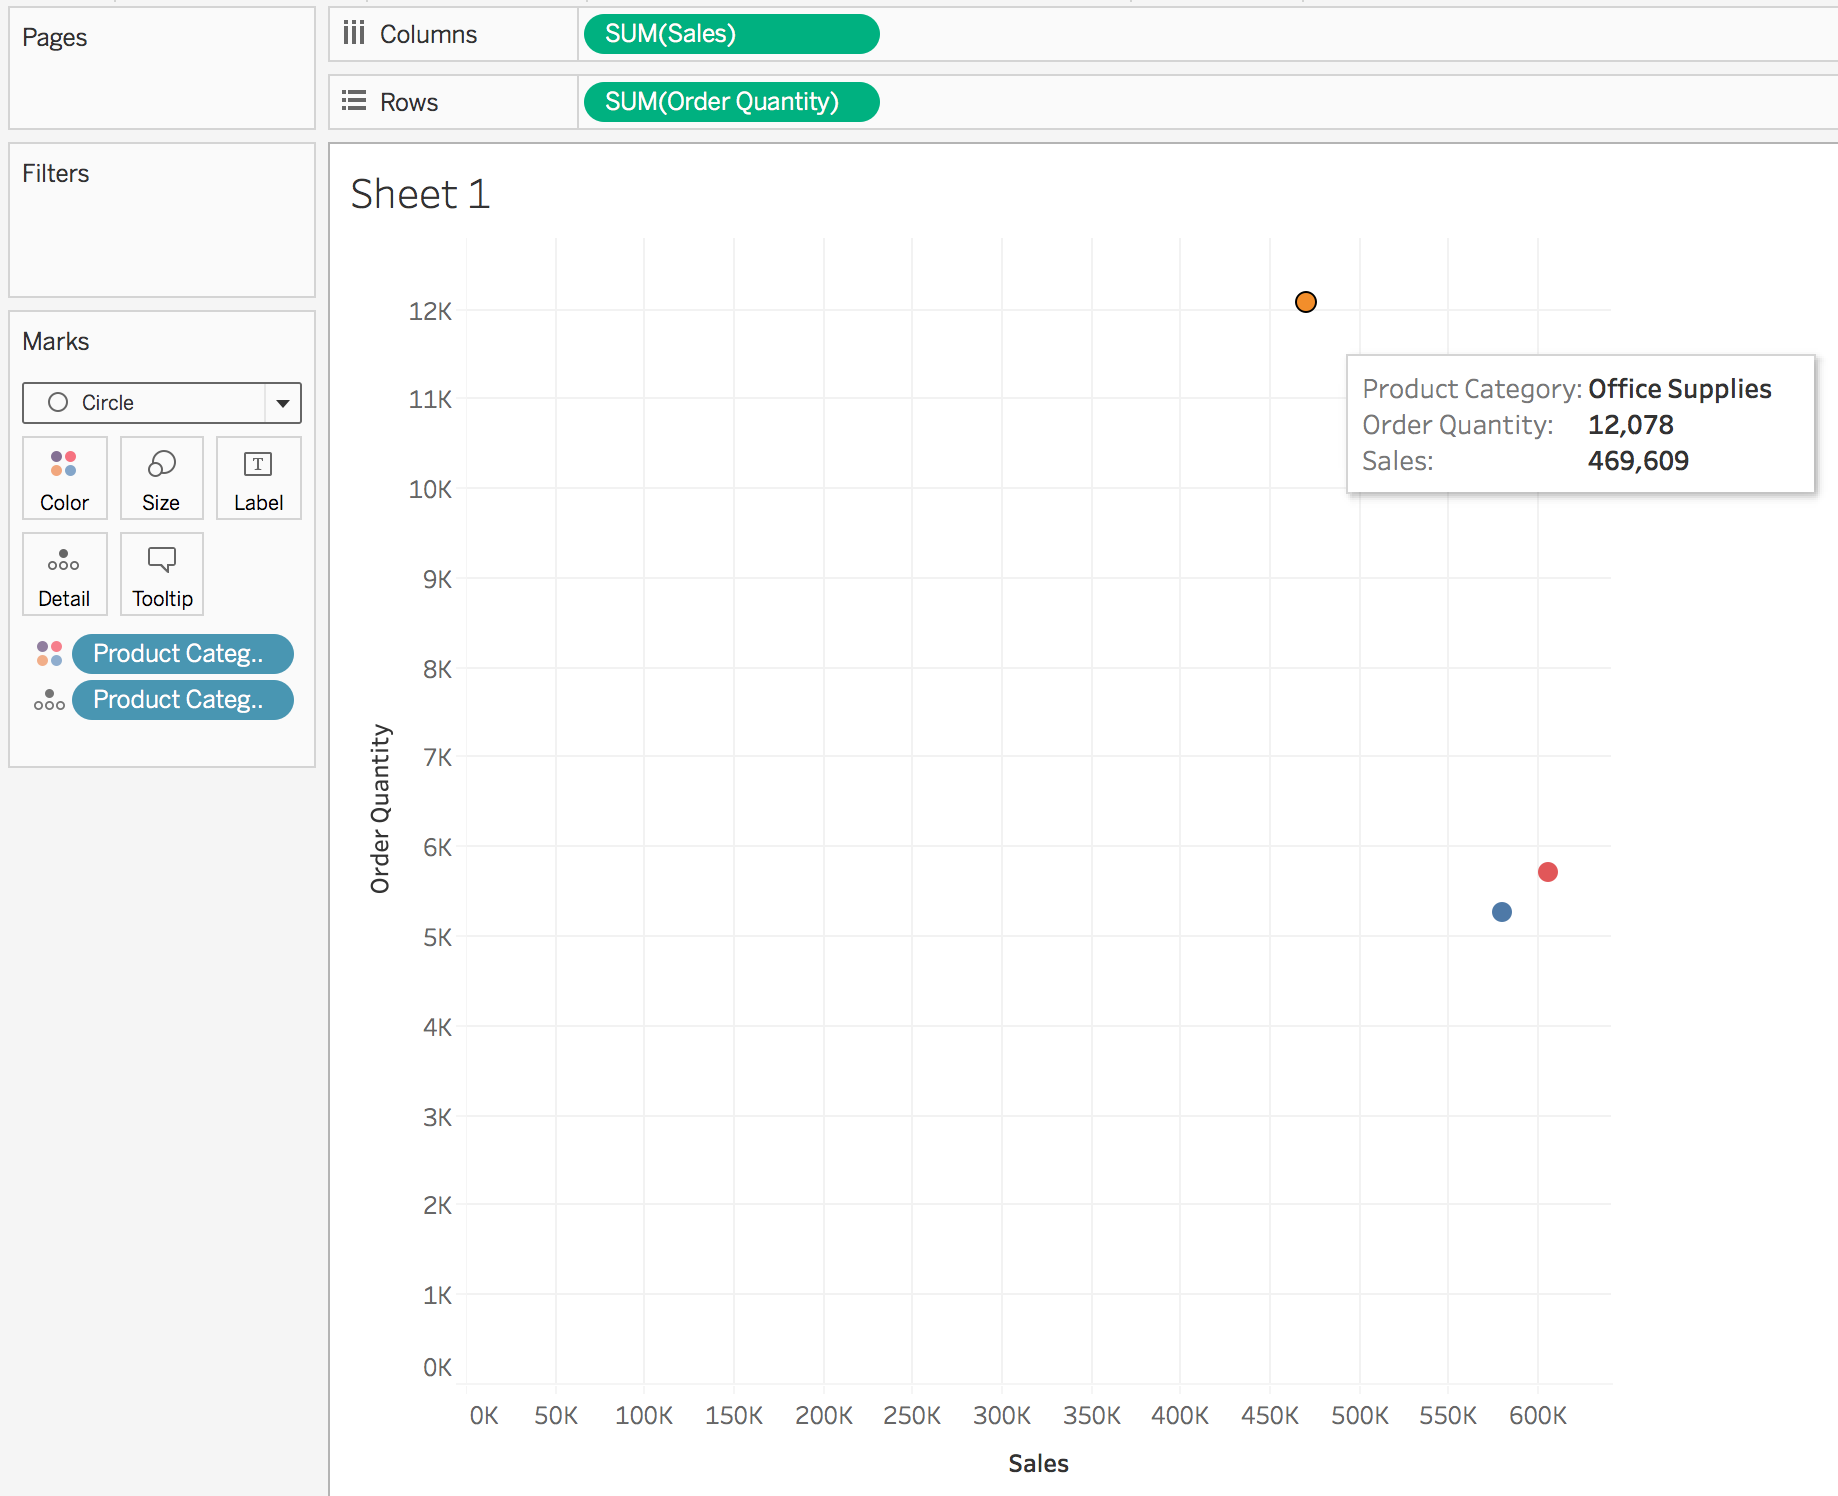 Pages
Columns
SUM(Sales)
Rows
SUM(Order Quantity)
Filters
Marks
Circle
Color
Size
T
Label
Detail
Tooltip
Product Categ..
Product Categ..
Sheet 1
12K
11K
10K
9K
8K
7K
6K
5K
4K
3K
2K
1K
0K
Order Quantity
Product Category: Office Supplies
Order Quantity: 12,078
Sales: 469,609
0K 50K 100K 150K 200K 250K 300K 350K 400K 450K 500K 550K 600K
Sales